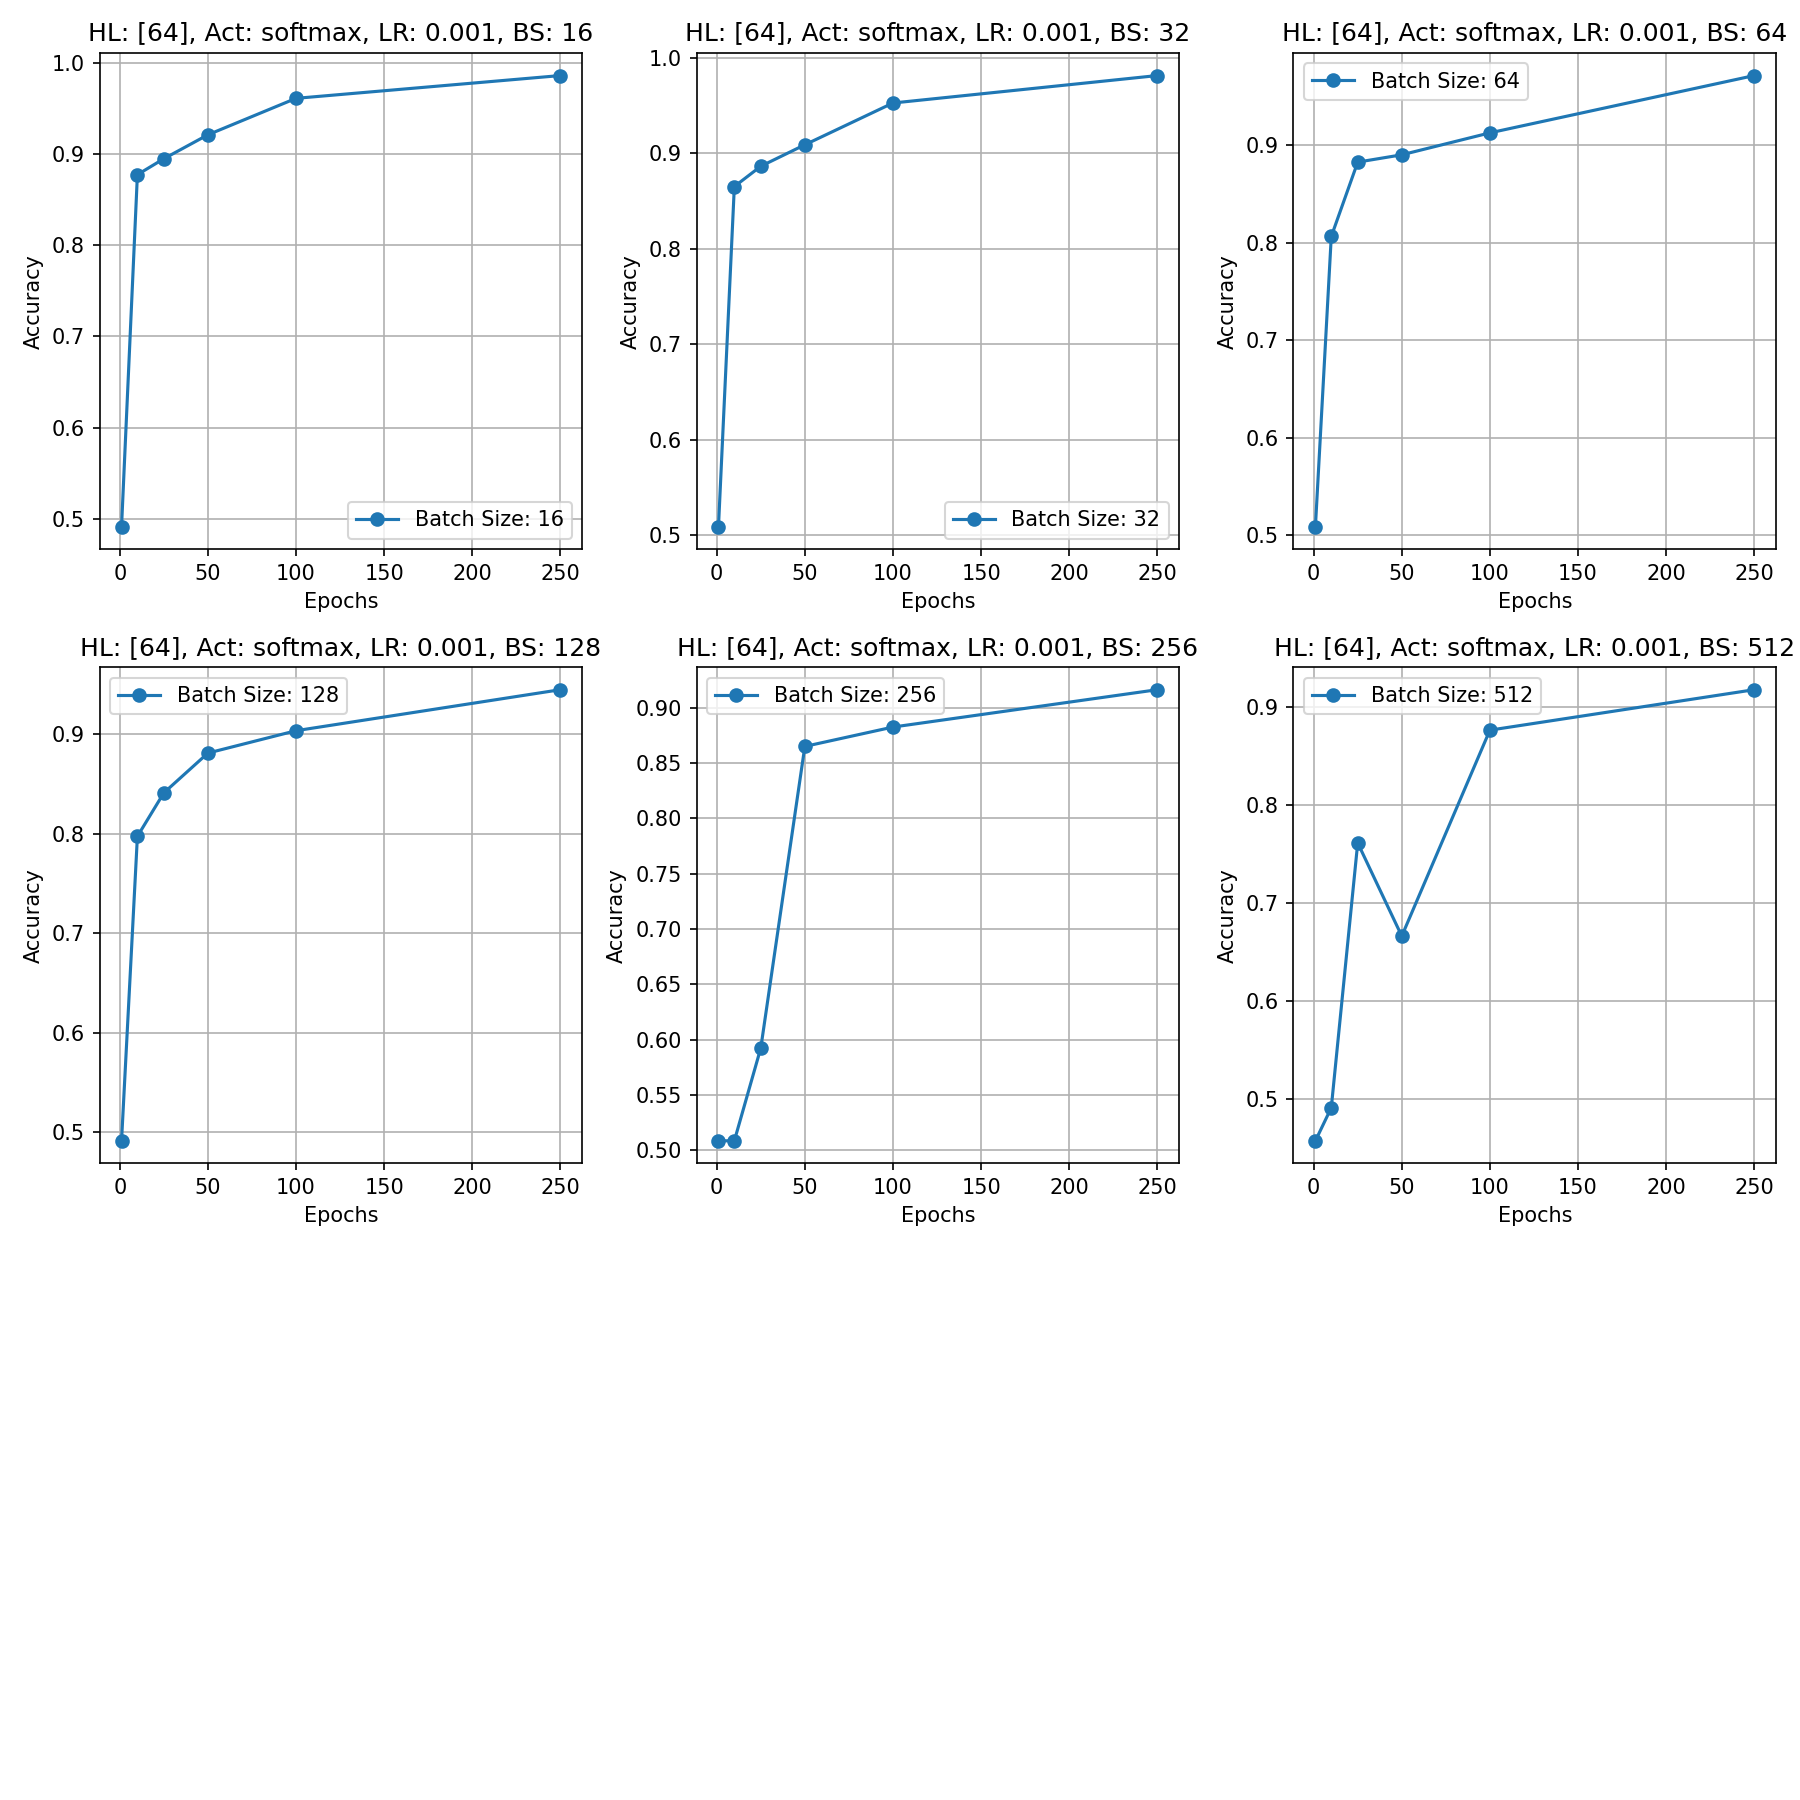 HL: [64], Act: softmax, LR: 0.001, BS: 16
1.0
0.9
0.8
0.7
0.6
0.5
Accuracy
Batch Size: 16
0 50 100 150 200 250
Epochs
HL: [64], Act: softmax, LR: 0.001, BS: 32
1.0
0.9
0.8
0.7
0.6
0.5
Accuracy
Batch Size: 32
0 50 100 150 200 250
Epochs
HL: [64], Act: softmax, LR: 0.001, BS: 64
Batch Size: 64
0.9
0.8
0.7
0.6
0.5
Accuracy
0 50 100 150 200 250
Epochs
HL: [64], Act: softmax, LR: 0.001, BS: 128
Batch Size: 128
0.9
0.8
0.7
0.6
0.5
Accuracy
0 50 100 150 200 250
Epochs
HL: [64], Act: softmax, LR: 0.001, BS: 256
Batch Size: 256
0.90
0.85
0.80
0.75
0.70
0.65
0.60
0.55
0.50
Accuracy
0 50 100 150 200 250
Epochs
HL: [64], Act: softmax, LR: 0.001, BS: 512
Batch Size: 512
0.9
0.8
0.7
0.6
0.5
Accuracy
0 50 100 150 200 250
Epochs